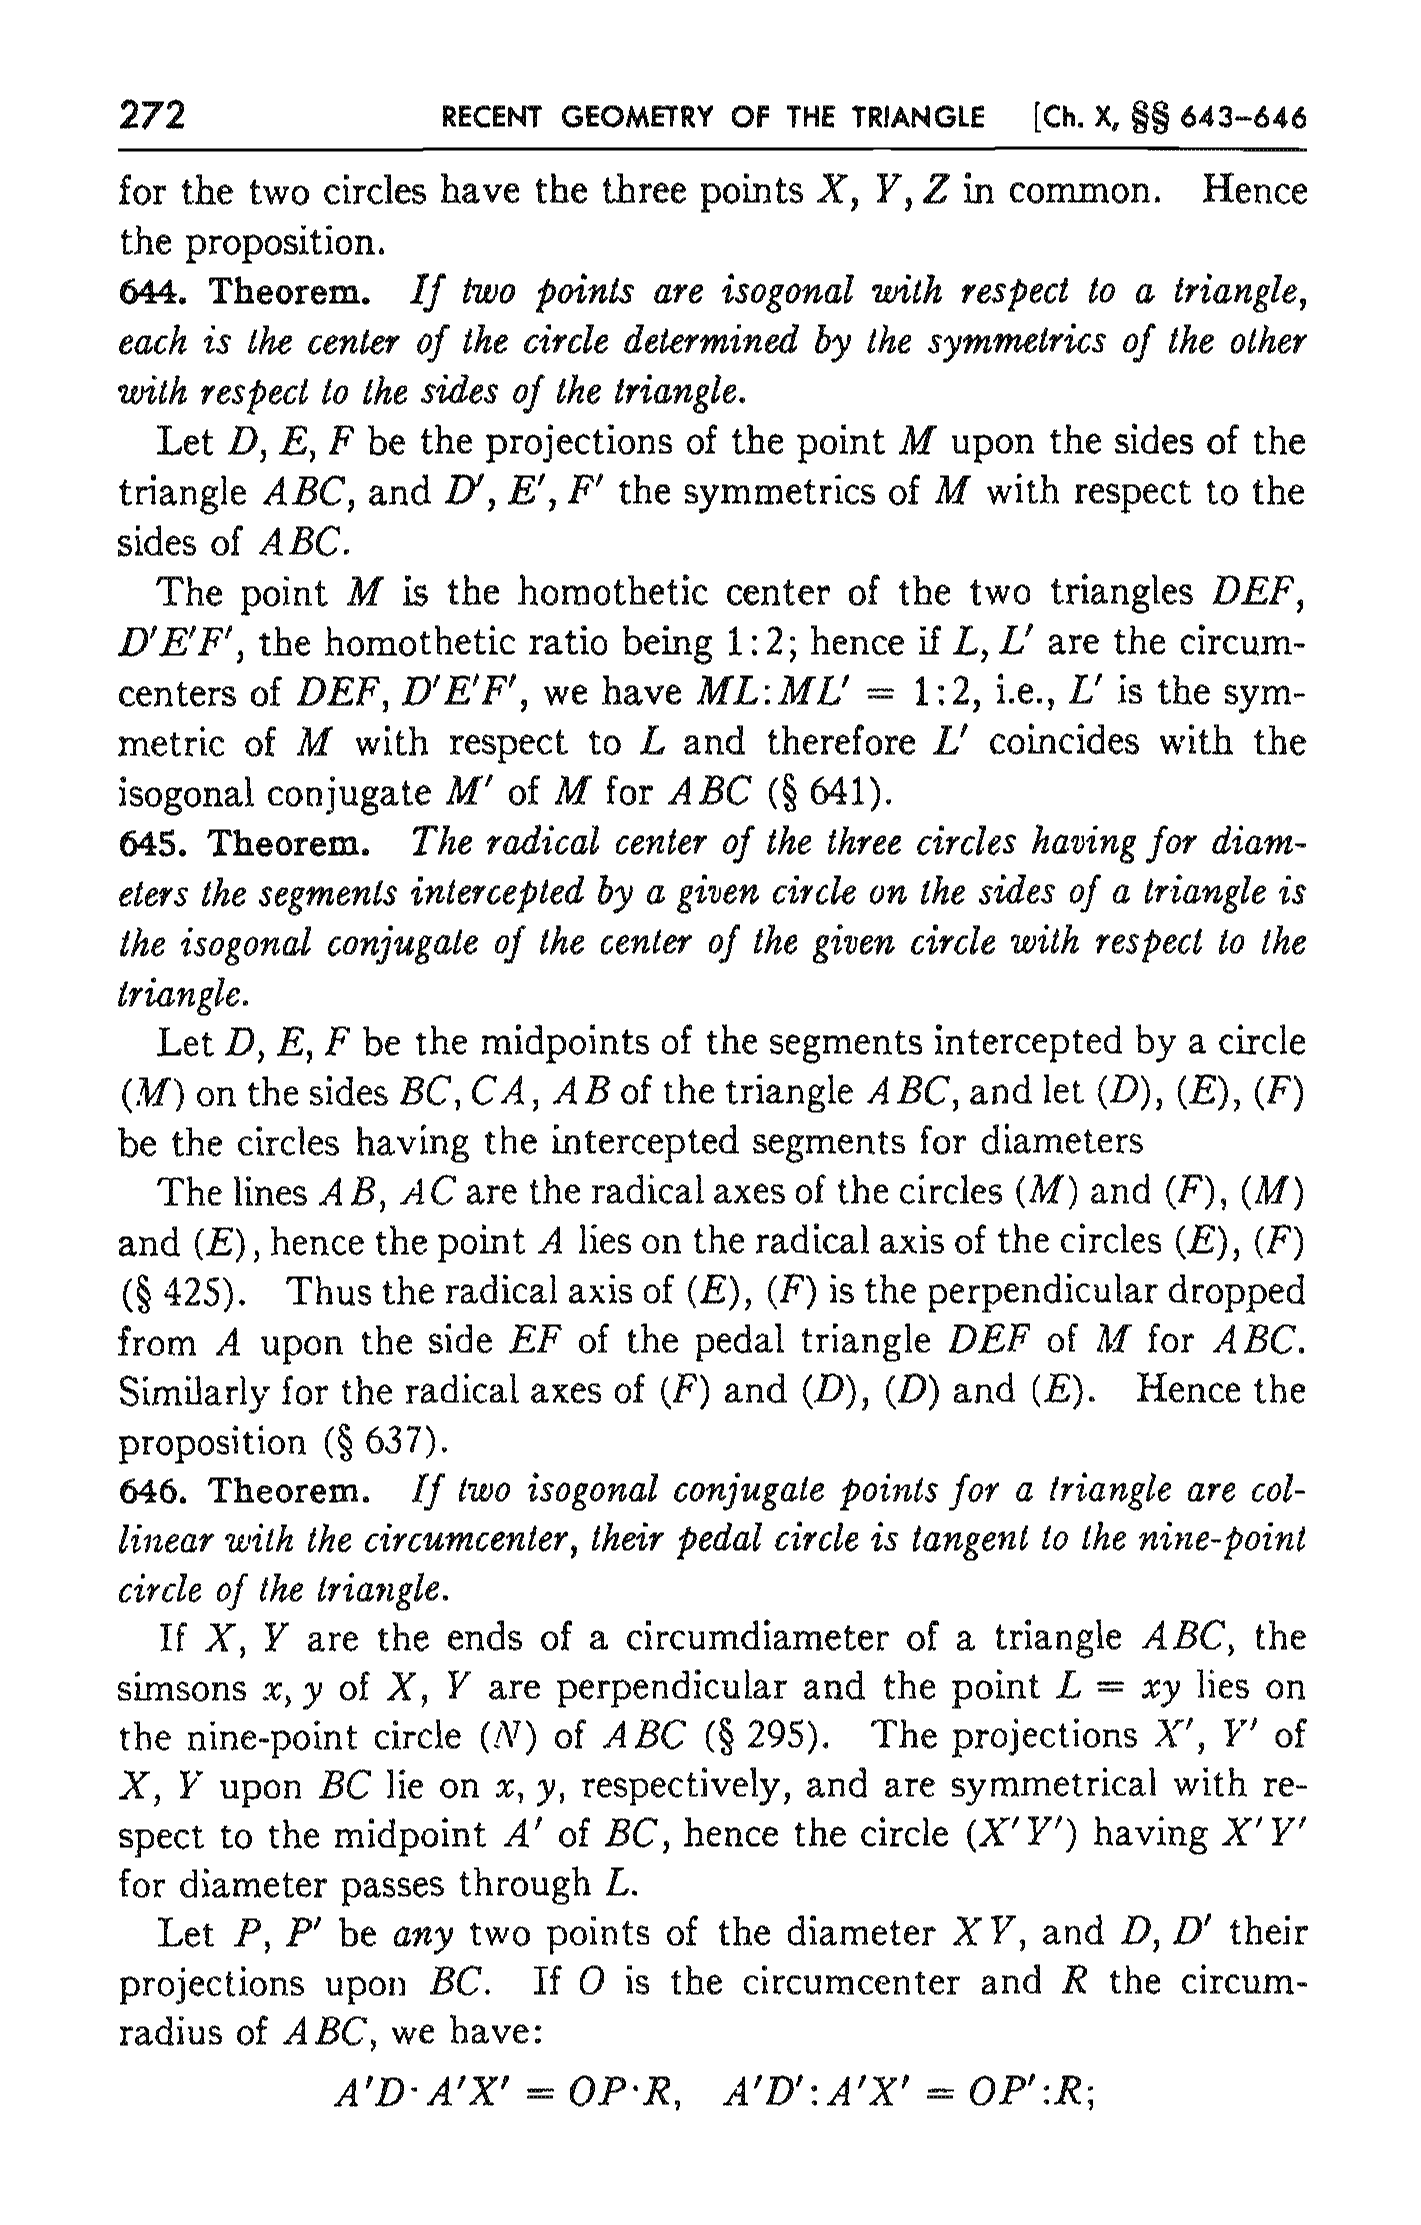 272 RECENT GEOMETRY OF THE TRIANGLE [Ch. X, §§ 643–646
for the two circles have the three points X, Y, Z in common. Hence
the proposition.
644. Theorem. If two points are isogonal with respect to a triangle,
each is the center of the circle determined by the symmetrics of the other
with respect to the sides of the triangle.
Let D, E, F be the projections of the point M upon the sides of the
triangle ABC, and D', E', F' the symmetrics of M with respect to the
sides of ABC.
The point M is the homothetic center of the two triangles DEF,
D'E'F', the homothetic ratio being 1:2; hence if L, L' are the circum-
centers of DEF, D'E'F', we have ML:ML' = 1:2, i.e., L' is the sym-
metric of M with respect to L and therefore L' coincides with the
isogonal conjugate M' of M for ABC (§ 641).
645. Theorem. The radical center of the three circles having for diam-
eters the segments intercepted by a given circle on the sides of a triangle is
the isogonal conjugate of the center of the given circle with respect to the
triangle.
Let D, E, F be the midpoints of the segments intercepted by a circle
(M) on the sides BC, CA, AB of the triangle ABC, and let (D), (E), (F)
be the circles having the intercepted segments for diameters
The lines AB, AC are the radical axes of the circles (M) and (F), (M)
and (E), hence the point A lies on the radical axis of the circles (E), (F)
(§ 425). Thus the radical axis of (E), (F) is the perpendicular dropped
from A upon the side EF of the pedal triangle DEF of M for ABC.
Similarly for the radical axes of (F) and (D), (D) and (E). Hence the
proposition (§ 637).
646. Theorem. If two isogonal conjugate points for a triangle are col-
linear with the circumcenter, their pedal circle is tangent to the nine-point
circle of the triangle.
If X, Y are the ends of a circumdiameter of a triangle ABC, the
simsons x, y of X, Y are perpendicular and the point L = xy lies on
the nine-point circle (N) of ABC (§ 295). The projections X', Y' of
X, Y upon BC lie on x, y, respectively, and are symmetrical with re-
spect to the midpoint A' of BC, hence the circle (X'Y') having X'Y'
for diameter passes through L.
Let P, P' be any two points of the diameter XY, and D, D' their
projections upon BC. If O is the circumcenter and R the circum-
radius of ABC, we have:
A'D·A'X' = OP·R, A'D':A'X' = OP':R;